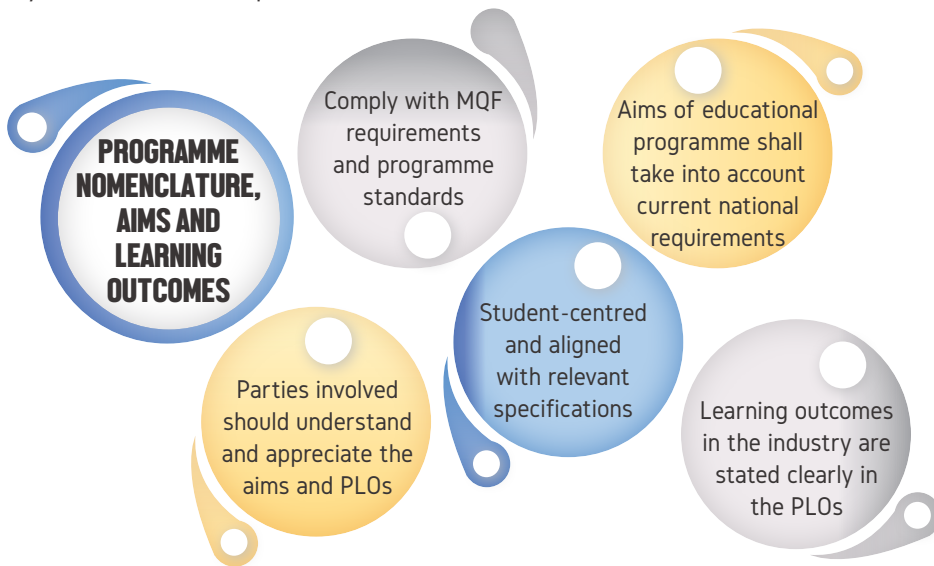 PROGRAMME
NOMENCLATURE,
AIMS AND
LEARNING
OUTCOMES
Comply with MQF
requirements
and programme
standards
Aims of educational
programme shall
take into account
current national
requirements
Parties involved
should understand
and appreciate the
aims and PLOs
Student-centred
and aligned
with relevant
specifications
Learning outcomes
in the industry are
stated clearly in
the PLOs